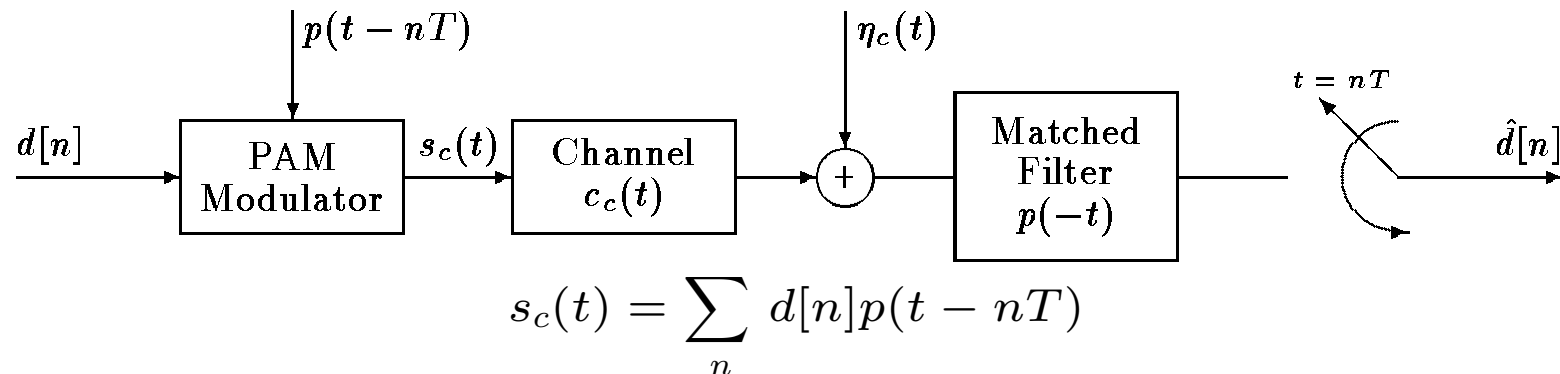 p(t − nT)
η_c(t)
t = nT
d[n]
PAM
Modulator
s_c(t)
Channel
c_c(t)
+
Matched
Filter
p(−t)
d̂[n]
s_c(t) = ∑_n d[n]p(t − nT)